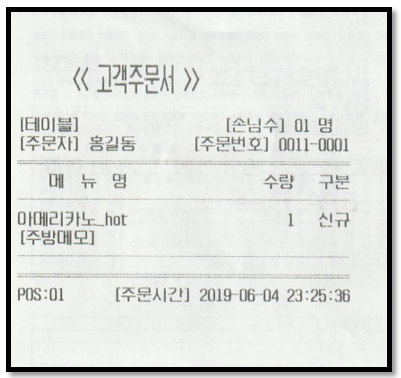 << 고객주문서 >>
[테이블] [손님수] 01 명
[주문자] 홍길동 [주문번호] 0011-0001
메 뉴 명 수량 구분
아메리카노_hot 1 신규
[주방메모]
POS:01 [주문시간] 2019-06-04 23:25:36